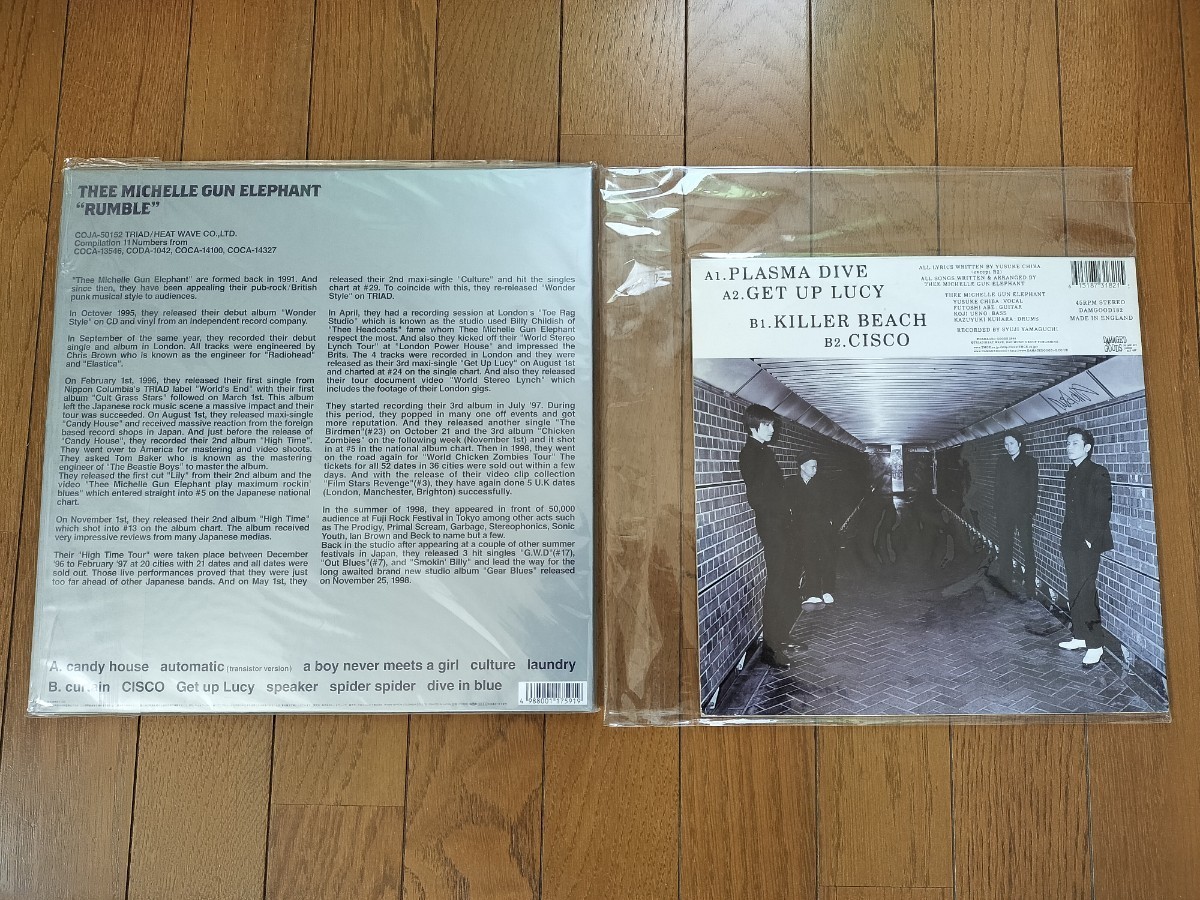 THEE MICHELLE GUN ELEPHANT
"RUMBLE"
COJA-50152 TRIAD/HEAT WAVE CO.,LTD.
Compilation 11 Numbers from
COCA-13546, CODA-1042, COCA-14100, COCA-14327
"Thee Michelle Gun Elephant" are formed back in 1991. And
since then, they have been appealing their pub-rock/British
punk musical style to audiences.
In Octover 1995, they released their debut album "Wonder
Style" on CD and vinyl from an independent record company.
In September of the same year, they recorded their debut
single and album in London. All tracks were engineered by
Chris Brown who is known as the engineer for "Radiohead"
and "Elastica".
On February 1st, 1996, they released their first single from
Nippon Columbia's TRIAD label "World's End" with their first
album "Cult Grass Stars" followed on March 1st. This album
left the Japanese rock music scene a massive impact and their
tour was succeeded. On August 1st, they released maxi-single
"Candy House" and received massive reaction from the foreign
based record shops in Japan. And just before the release of
"Candy House", they recorded their 2nd album "High Time".
They went over to America for mastering and video shoots.
They asked Tom Baker who is known as the mastering
engineer of 'The Beastie Boys' to master the album.
They released the first cut "Lily" from their 2nd album and the
video "Thee Michelle Gun Elephant play maximum rockin'
blues" which entered straight into #5 on the Japanese national
chart.
On November 1st, they released their 2nd album "High Time"
which shot into #13 on the album chart. The album received
very impressive reviews from many Japanese medias.
Their "High Time Tour" were taken place between December
'96 to February '97 at 20 cities with 21 dates and all dates were
sold out. Those live performances proved that they were just
too far ahead of other Japanese bands. And on May 1st, they
released their 2nd maxi-single "Culture" and hit the singles
chart at #29. To coincide with this, they re-released "Wonder
Style" on TRIAD.
In April, they had a recording session at London's 'Toe Rag
Studio" which is known as the studio used Billy Childish of
'Thee Headcoats" fame whom Thee Michelle Gun Elephant
respect the most. And also they kicked off their "World Stereo
Lynch Tour" at "London Power House" and impressed the
Brits. The 4 tracks were recorded in London and they were
released as their 3rd maxi-single "Get Up Lucy" on August 1st
and charted at #24 on the single chart. And also they released
their tour document video "World Stereo Lynch" which
includes the footage of their London gigs.
They started recording their 3rd album in July '97. During
this period, they popped in many one off events and got
more reputation. And they released another single "The
Birdmen"(#23) on October 21 and the 3rd album "Chicken
Zombies" on the following week (November 1st) and it shot
in at #5 in the national album chart. Then in 1998, they went
on the road again for "World Chicken Zombies Tour" The
tickets for all 52 dates in 36 cities were sold out within a few
days. And with the release of their video clip collection
"Film Stars Revenge"(#3), they have again done 5 U.K dates
(London, Manchester, Brighton) successfully.
In the summer of 1998, they appeared in front of 50,000
audience at Fuji Rock Festival in Tokyo among other acts such
as The Prodigy, Primal Scream, Garbage, Stereophonics, Sonic
Youth, Ian Brown and Beck to name but a few.
Back in the studio after appearing at a couple of other summer
festivals in Japan, they released 3 hit singles "G.W.D"(#17),
"Out Blues"(#7), and "Smokin' Billy" and lead the way for the
long awaited brand new studio album "Gear Blues" released
on November 25, 1998.
A. candy house automatic (transistor version) a boy never meets a girl culture laundry
B. curtain CISCO Get up Lucy speaker spider spider dive in blue
4 988001 175919
A1.PLASMA DIVE
A2.GET UP LUCY
B1.KILLER BEACH
B2.CISCO
ALL LYRICS WRITTEN BY YUSUKE CHIBA
(except B2)
ALL SONGS WRITTEN & ARRANGED BY
THEE MICHELLE GUN ELEPHANT
THEE MICHELLE GUN ELEPHANT
YUSUKE CHIBA: VOCAL
FUTOSHI ABE: GUITAR
KOJI UENO: BASS
KAZUYUKI KUHARA: DRUMS
RECORDED BY SYUJI YAMAGUCHI
45RPM STEREO
DAMGOOD182
MADE IN ENGLAND
DAMAGED
GOODS